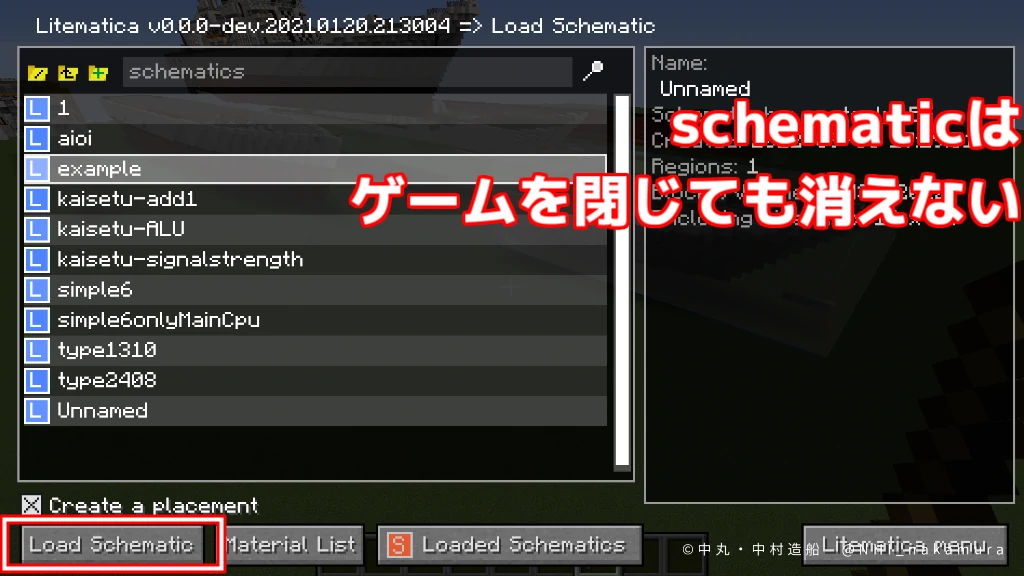 Litematica v0.0.0-dev.20210120.213004 => Load Schematic
schematics
L 1
L aioi
L example
L kaisetu-add1
L kaisetu-ALU
L kaisetu-signalstrength
L simple6
L simple6onlyMainCpu
L type1310
L type2408
L Unnamed
Name:
Unnamed
schematicは
Regions: 1
ゲームを閉じても消えない
Create a placement
Load Schematic
Material List
S Loaded Schematics
Litematica menu
©中丸・中村造船